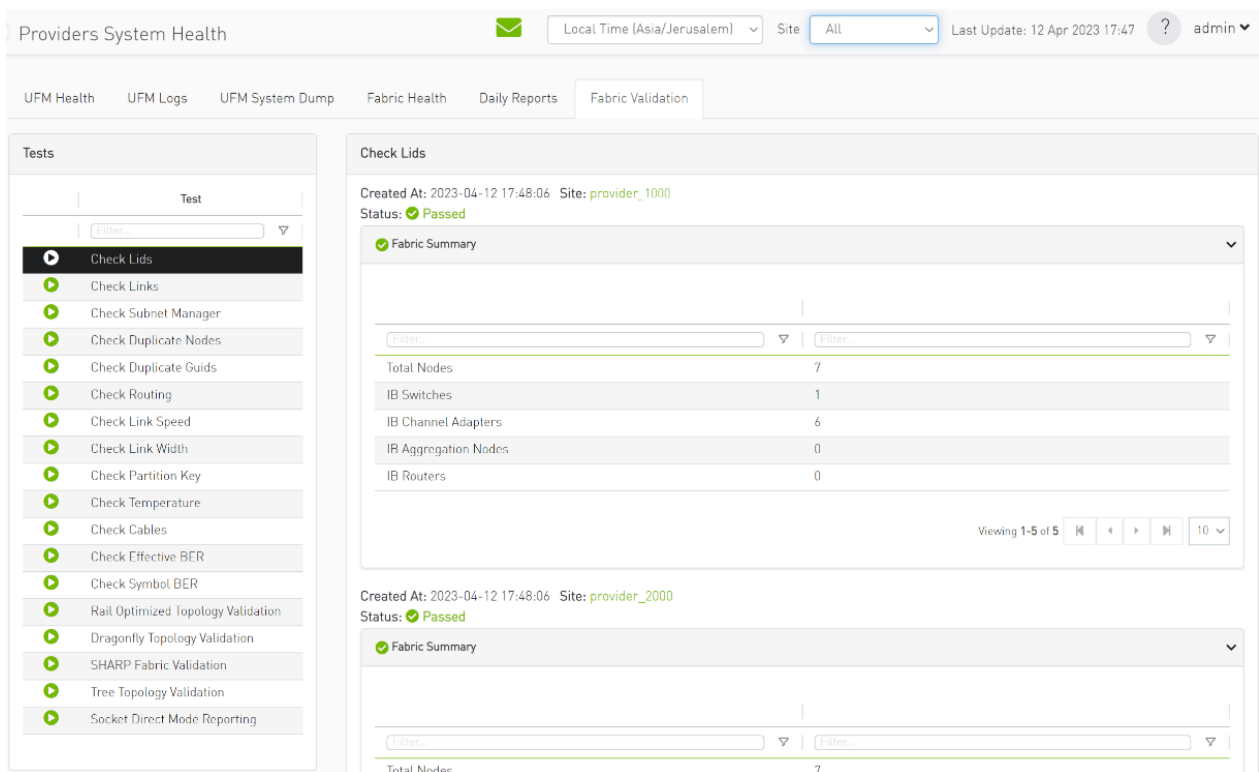 Providers System Health
Local Time (Asia/Jerusalem)
Site
All
Last Update: 12 Apr 2023 17:47
?
admin
UFM Health
UFM Logs
UFM System Dump
Fabric Health
Daily Reports
Fabric Validation
Tests
Test
Filter...
Check Lids
Check Links
Check Subnet Manager
Check Duplicate Nodes
Check Duplicate Guids
Check Routing
Check Link Speed
Check Link Width
Check Partition Key
Check Temperature
Check Cables
Check Effective BER
Check Symbol BER
Rail Optimized Topology Validation
Dragonfly Topology Validation
SHARP Fabric Validation
Tree Topology Validation
Socket Direct Mode Reporting
Check Lids
Created At: 2023-04-12 17:48:06 Site: provider_1000
Status: Passed
Fabric Summary
Filter... Filter...
Total Nodes 7
IB Switches 1
IB Channel Adapters 6
IB Aggregation Nodes 0
IB Routers 0
Viewing 1-5 of 5 10
Created At: 2023-04-12 17:48:06 Site: provider_2000
Status: Passed
Fabric Summary
Filter... Filter...
Total Nodes 7